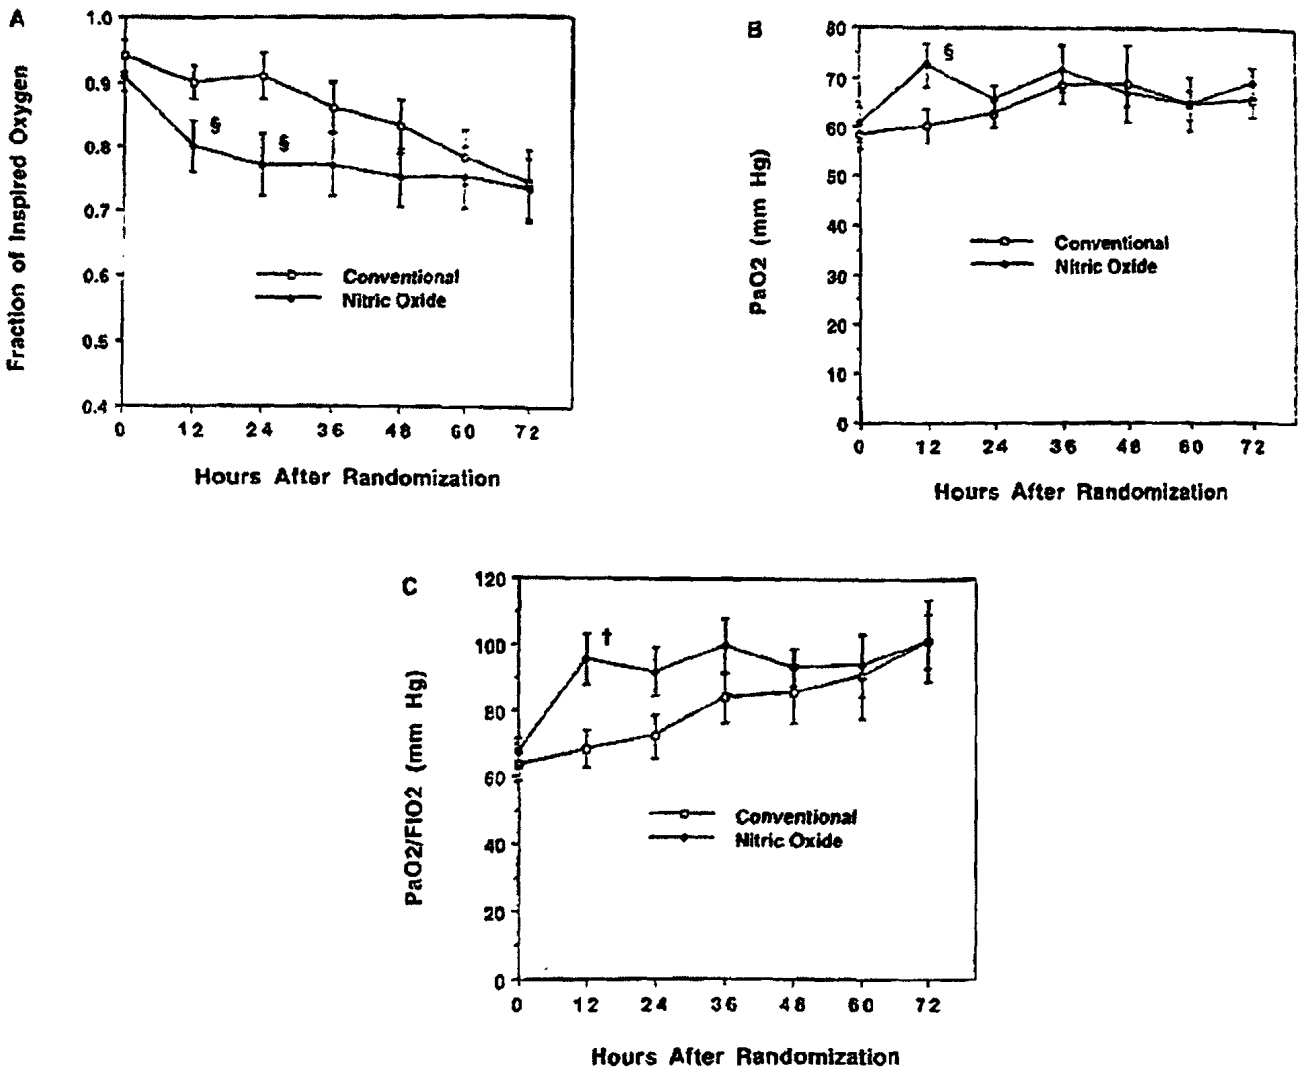 A
1.0
0.9
0.8
0.7
0.6
0.5
0.4
0 12 24 36 48 60 72
Fraction of Inspired Oxygen
§
§
Conventional
Nitric Oxide
Hours After Randomization
B
80
70
60
50
40
30
20
10
0
0 12 24 36 48 60 72
PaO2 (mm Hg)
§
Conventional
Nitric Oxide
Hours After Randomization
C
120
100
80
60
40
20
0
0 12 24 36 48 60 72
PaO2/FIO2 (mm Hg)
†
Conventional
Nitric Oxide
Hours After Randomization